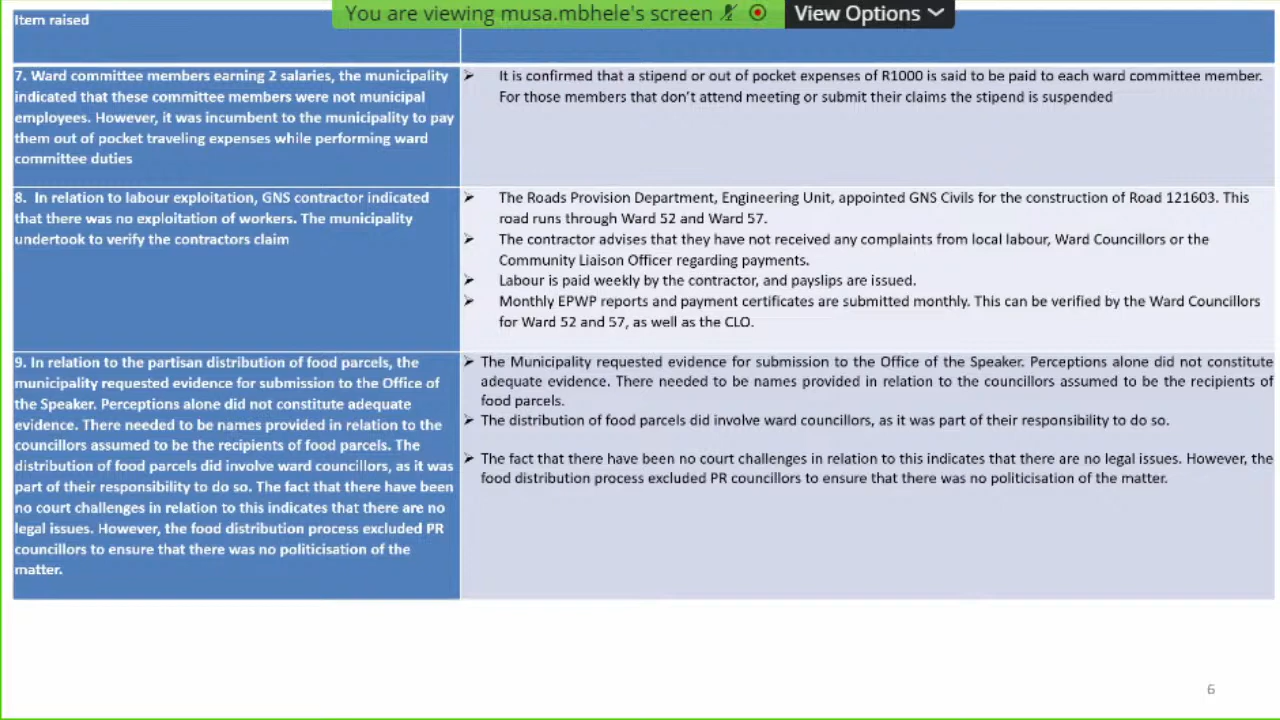 You are viewing musa.mbhele's screen
View Options
Item raised
7. Ward committee members earning 2 salaries, the municipality
indicated that these committee members were not municipal
employees. However, it was incumbent to the municipality to pay
them out of pocket traveling expenses while performing ward
committee duties
➢ It is confirmed that a stipend or out of pocket expenses of R1000 is said to be paid to each ward committee member.
For those members that don't attend meeting or submit their claims the stipend is suspended
8. In relation to labour exploitation, GNS contractor indicated
that there was no exploitation of workers. The municipality
undertook to verify the contractors claim
➢ The Roads Provision Department, Engineering Unit, appointed GNS Civils for the construction of Road 121603. This
road runs through Ward 52 and Ward 57.
➢ The contractor advises that they have not received any complaints from local labour, Ward Councillors or the
Community Liaison Officer regarding payments.
➢ Labour is paid weekly by the contractor, and payslips are issued.
➢ Monthly EPWP reports and payment certificates are submitted monthly. This can be verified by the Ward Councillors
for Ward 52 and 57, as well as the CLO.
9. In relation to the partisan distribution of food parcels, the
municipality requested evidence for submission to the Office of
the Speaker. Perceptions alone did not constitute adequate
evidence. There needed to be names provided in relation to the
councillors assumed to be the recipients of food parcels. The
distribution of food parcels did involve ward councillors, as it was
part of their responsibility to do so. The fact that there have been
no court challenges in relation to this indicates that there are no
legal issues. However, the food distribution process excluded PR
councillors to ensure that there was no politicisation of the
matter.
➢ The Municipality requested evidence for submission to the Office of the Speaker. Perceptions alone did not constitute
adequate evidence. There needed to be names provided in relation to the councillors assumed to be the recipients of
food parcels.
➢ The distribution of food parcels did involve ward councillors, as it was part of their responsibility to do so.
➢ The fact that there have been no court challenges in relation to this indicates that there are no legal issues. However, the
food distribution process excluded PR councillors to ensure that there was no politicisation of the matter.
6